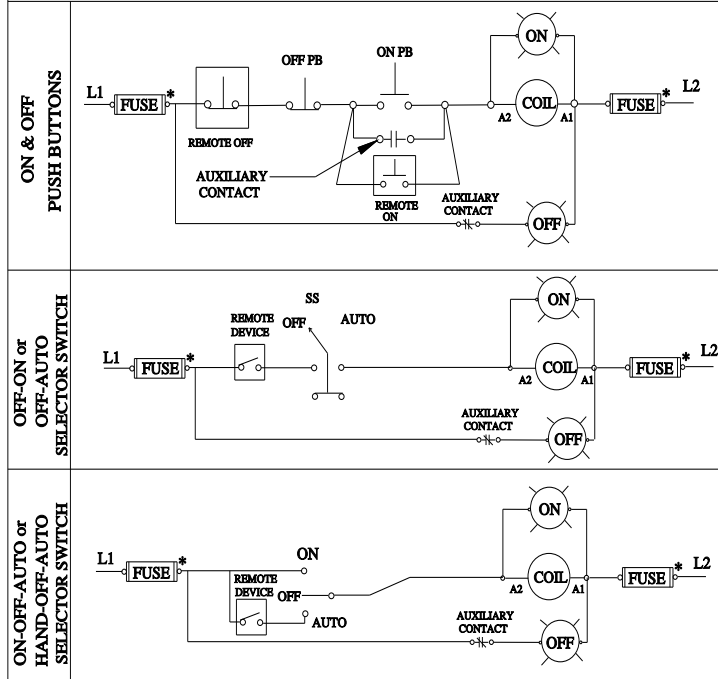 ON & OFF
PUSH BUTTONS
L1
FUSE
*
REMOTE OFF
OFF PB
ON PB
AUXILIARY
CONTACT
REMOTE
ON
AUXILIARY
CONTACT
ON
A2
COIL
A1
OFF
FUSE
*
L2
OFF-ON or
OFF-AUTO
SELECTOR SWITCH
L1
FUSE
*
REMOTE
DEVICE
SS
OFF
AUTO
AUXILIARY
CONTACT
ON
A2
COIL
A1
OFF
FUSE
*
L2
ON-OFF-AUTO or
HAND-OFF-AUTO
SELECTOR SWITCH
L1
FUSE
*
REMOTE
DEVICE
ON
OFF
AUTO
AUXILIARY
CONTACT
ON
A2
COIL
A1
OFF
FUSE
*
L2